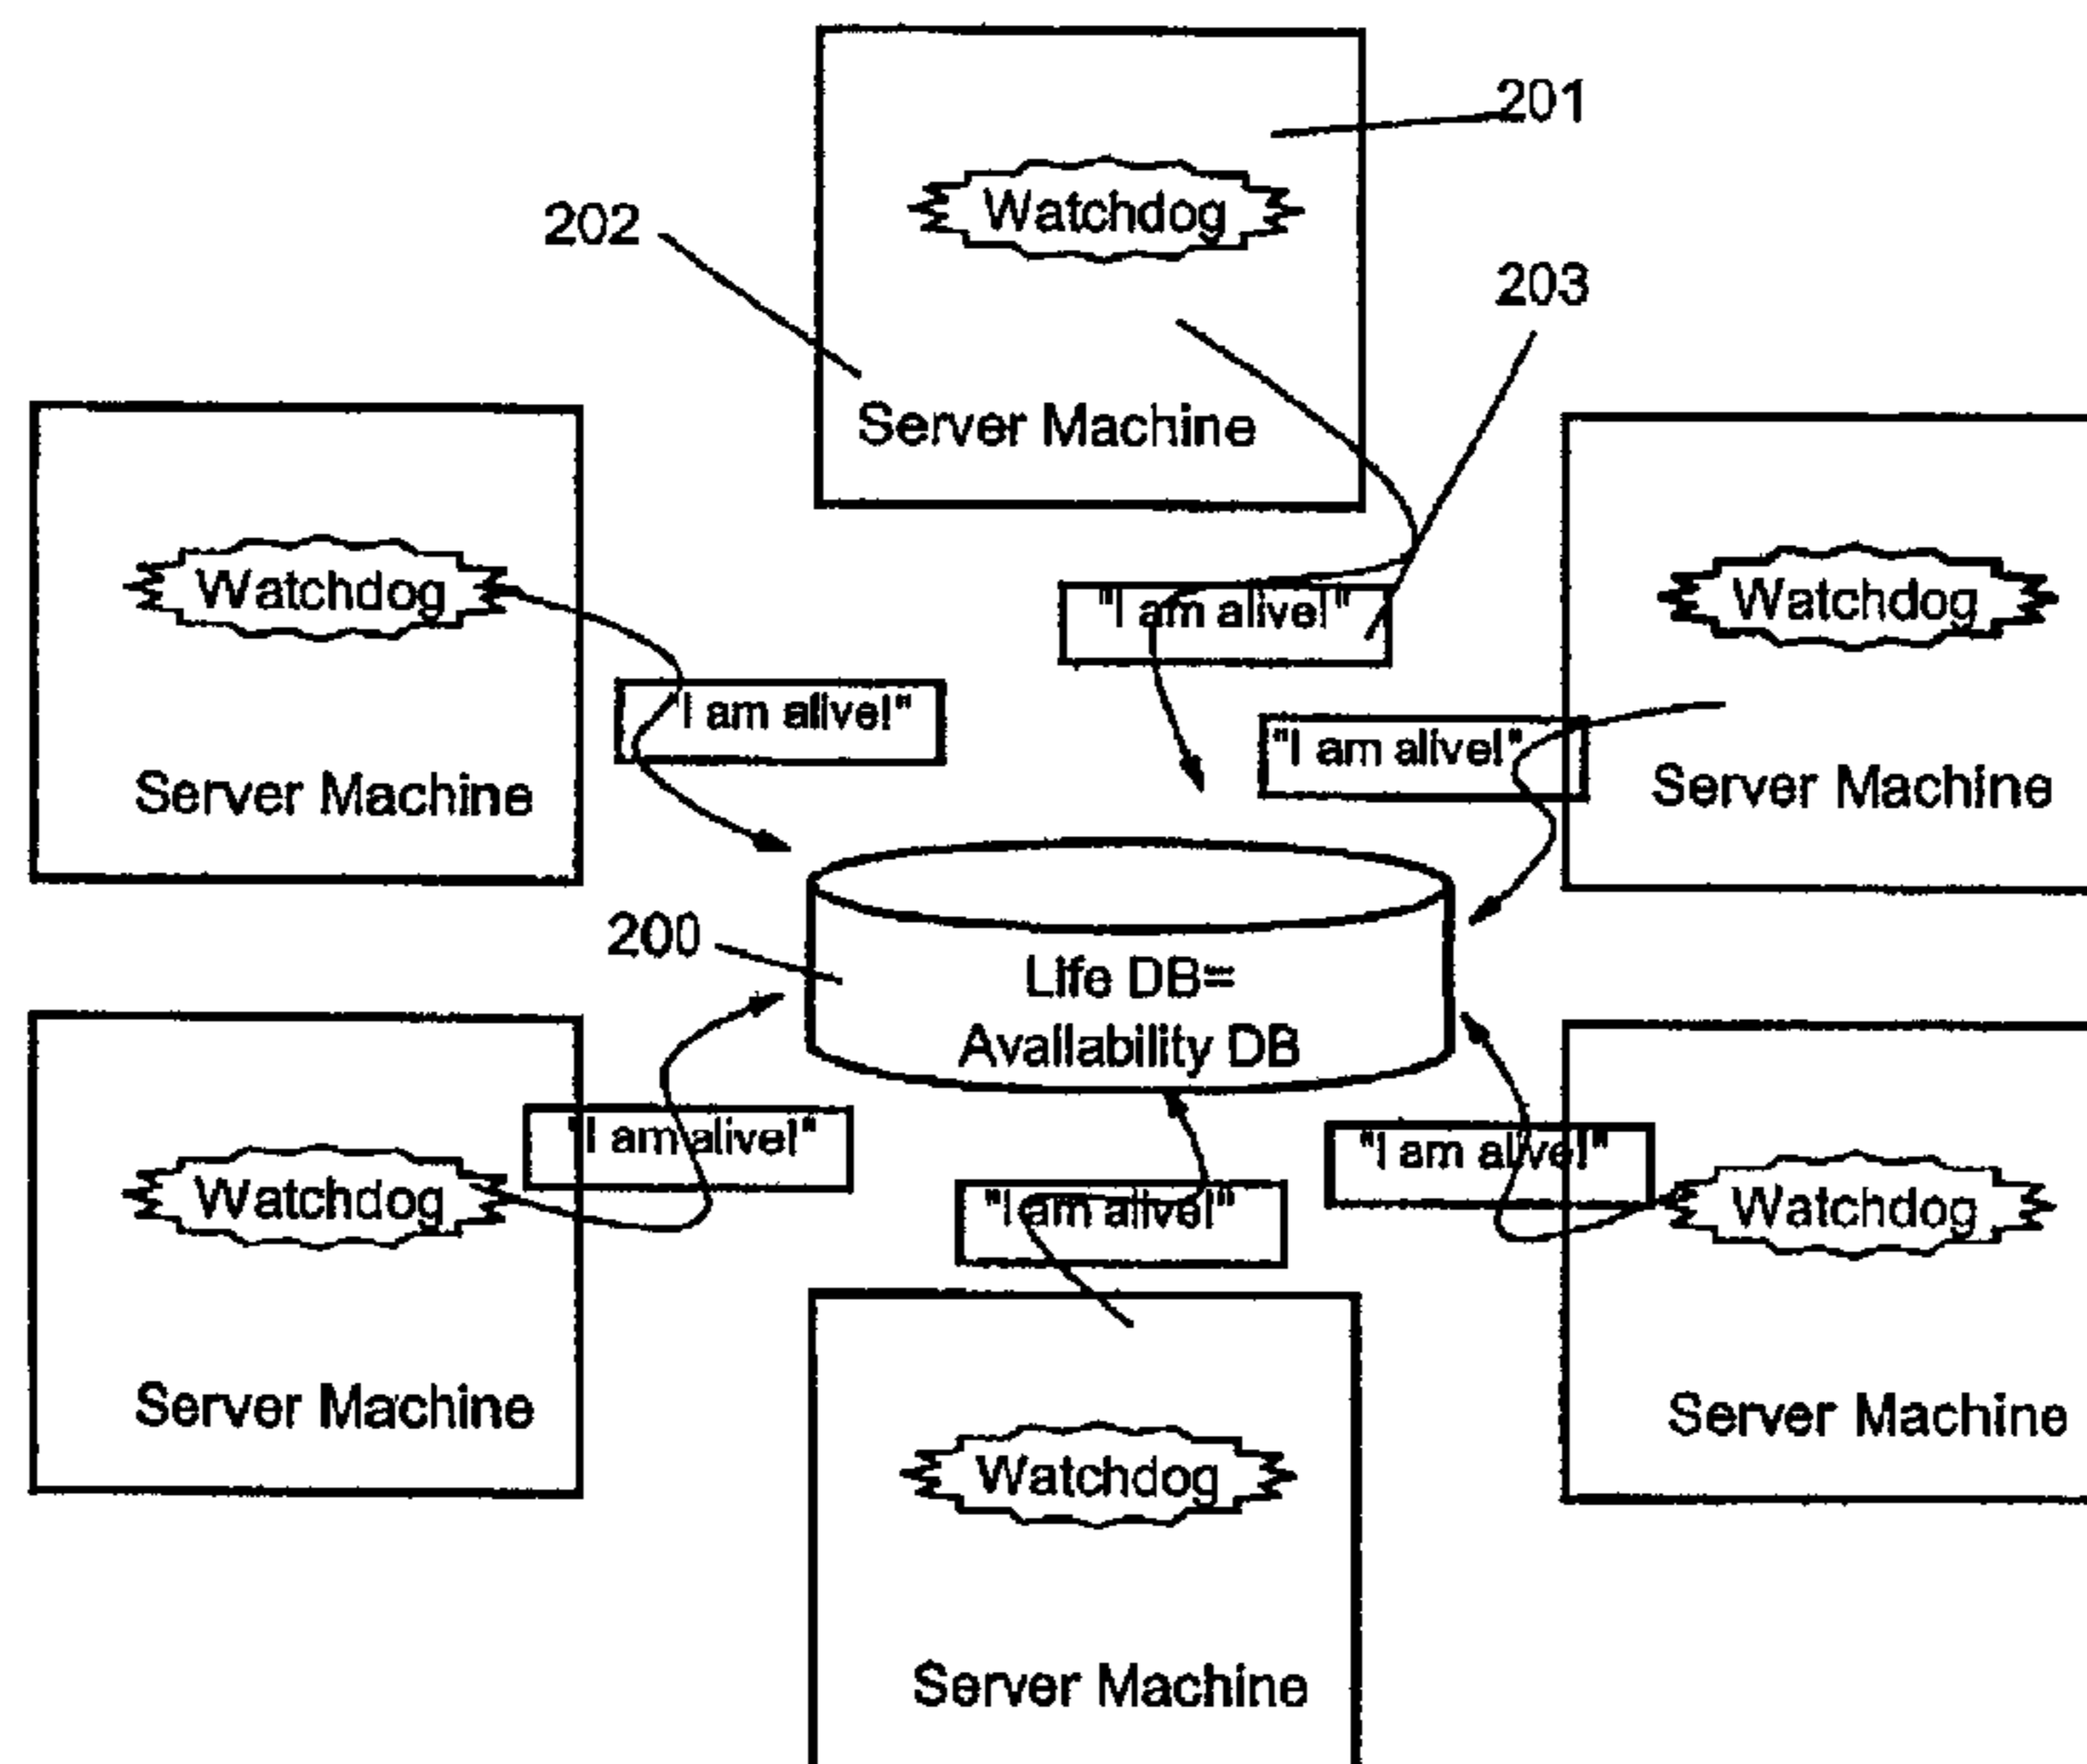 201
Watchdog
202
203
Server Machine
Watchdog
"I am alive!"
Watchdog
"I am alive!"
"I am alive!"
Server Machine
Server Machine
200
Life DB=
Availability DB
"I am alive!"
"I am alive!"
Watchdog
"I am alive!"
Watchdog
Server Machine
Server Machine
Watchdog
Server Machine